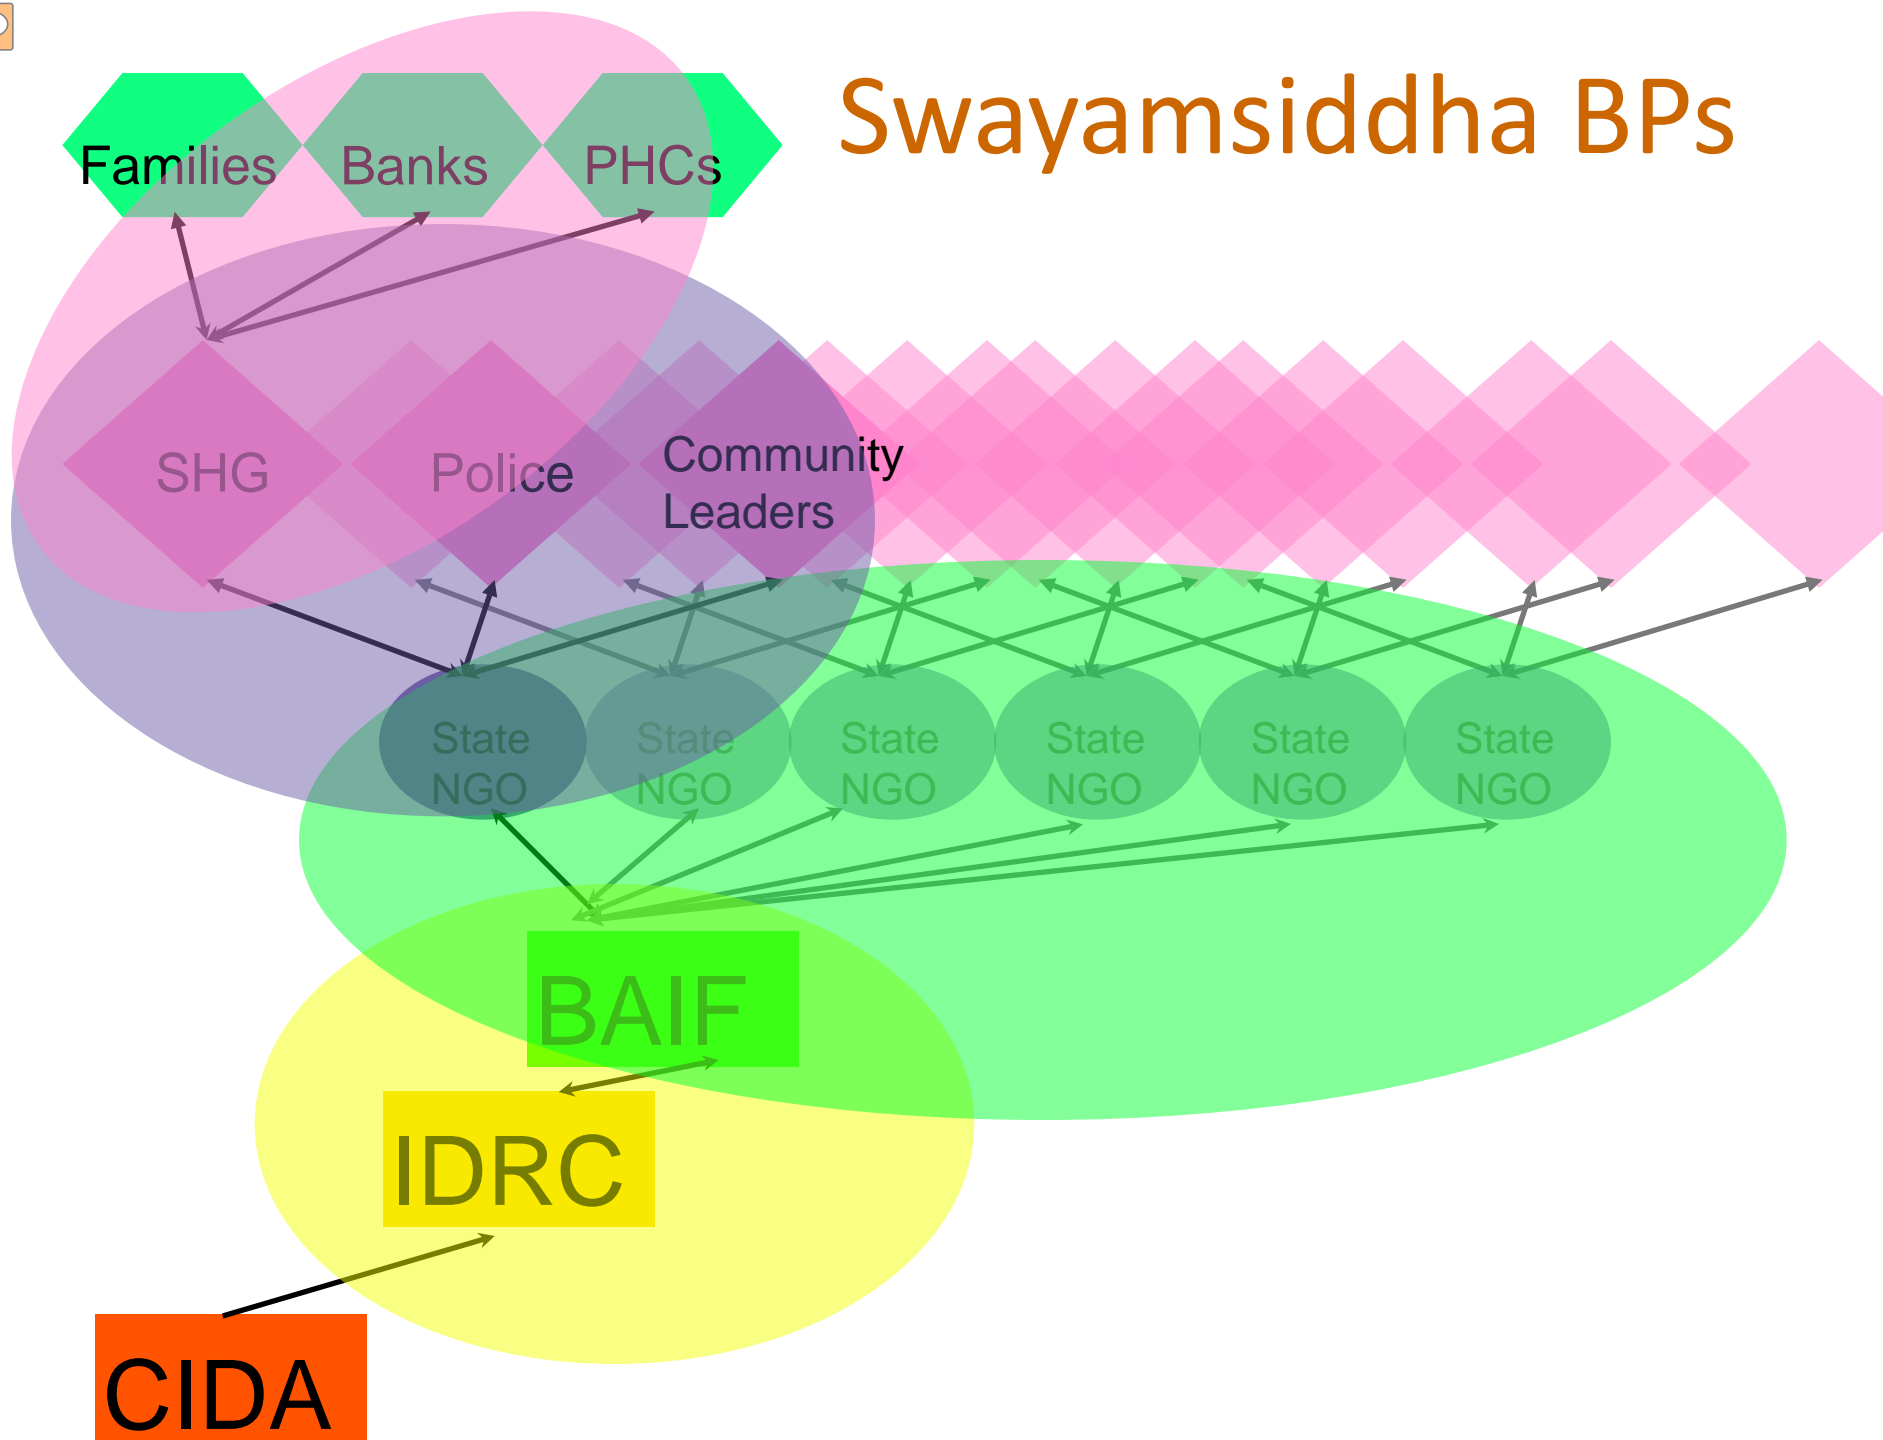 Swayamsiddha BPs
Families
Banks
PHCs
SHG
Police
Community
Leaders
State
NGO
State
NGO
State
NGO
State
NGO
State
NGO
State
NGO
BAIF
IDRC
CIDA